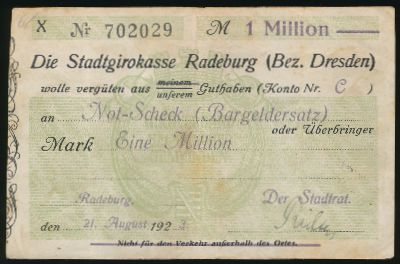 X Nr 702029 M 1 Million
Die Stadtgirokasse Radeburg (Bez. Dresden)
wolle vergüten aus meinem unserem Guthaben (Konto Nr. C )
an Not-Scheck (Bargeldersatz)
oder Überbringer
Mark Eine Million
Radeburg, Der Stadtrat.
den 21. August 1923
Nicht für den Verkehr außerhalb des Ortes.